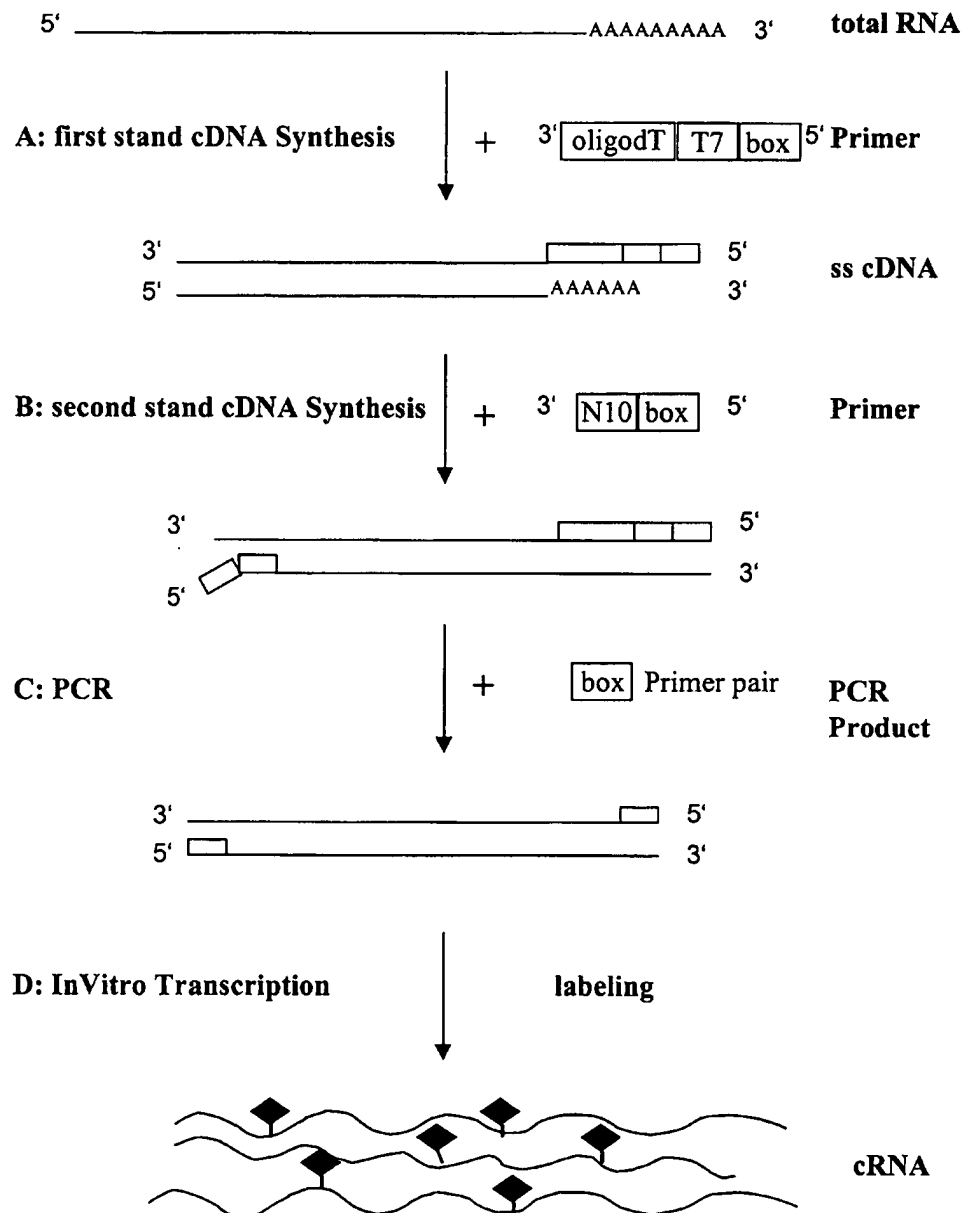 5' AAAAAAAAA 3' total RNA
A: first stand cDNA Synthesis + 3' oligodT T7 box 5' Primer
3' 5'
ss cDNA
5' AAAAAA 3'
B: second stand cDNA Synthesis + 3' N10 box 5' Primer
3' 5'
5' 3'
C: PCR + box Primer pair PCR
Product
3' 5'
5' 3'
D: InVitro Transcription labeling
cRNA